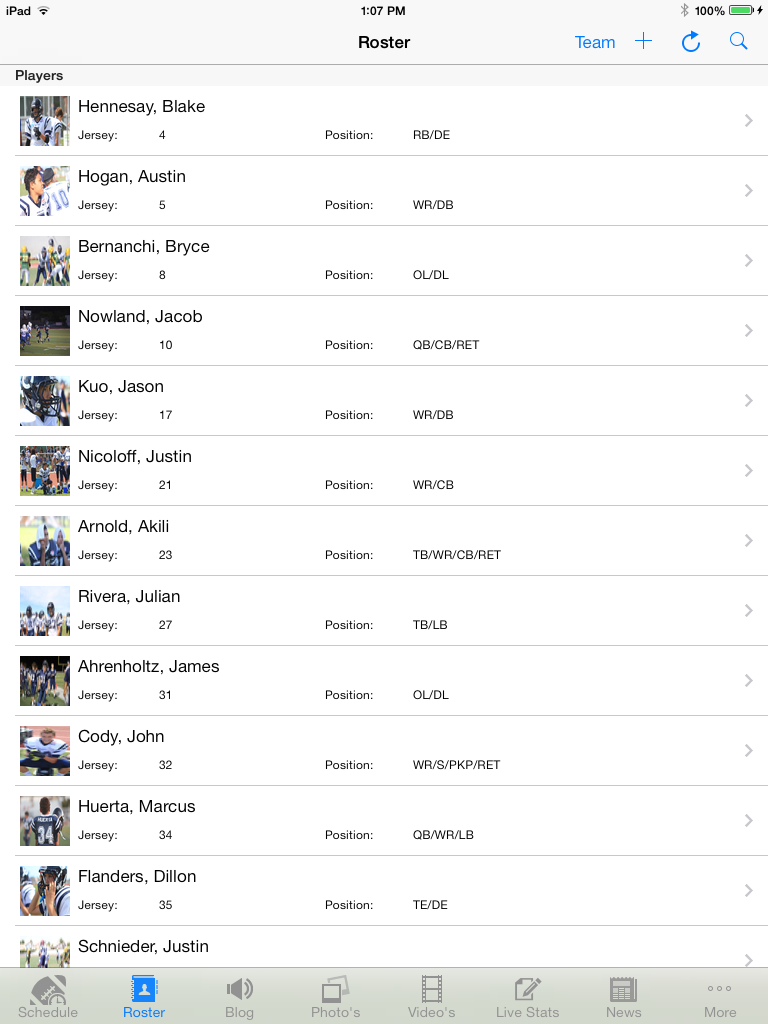 iPad 1:07 PM 100%
Roster Team
Players
Hennesay, Blake
Jersey: 4 Position: RB/DE
Hogan, Austin
Jersey: 5 Position: WR/DB
Bernanchi, Bryce
Jersey: 8 Position: OL/DL
Nowland, Jacob
Jersey: 10 Position: QB/CB/RET
Kuo, Jason
Jersey: 17 Position: WR/DB
Nicoloff, Justin
Jersey: 21 Position: WR/CB
Arnold, Akili
Jersey: 23 Position: TB/WR/CB/RET
Rivera, Julian
Jersey: 27 Position: TB/LB
Ahrenholtz, James
Jersey: 31 Position: OL/DL
Cody, John
Jersey: 32 Position: WR/S/PKP/RET
Huerta, Marcus
HUERTA
34
Jersey: 34 Position: QB/WR/LB
Flanders, Dillon
Jersey: 35 Position: TE/DE
Schnieder, Justin
Schedule Roster Blog Photo's Video's Live Stats News More